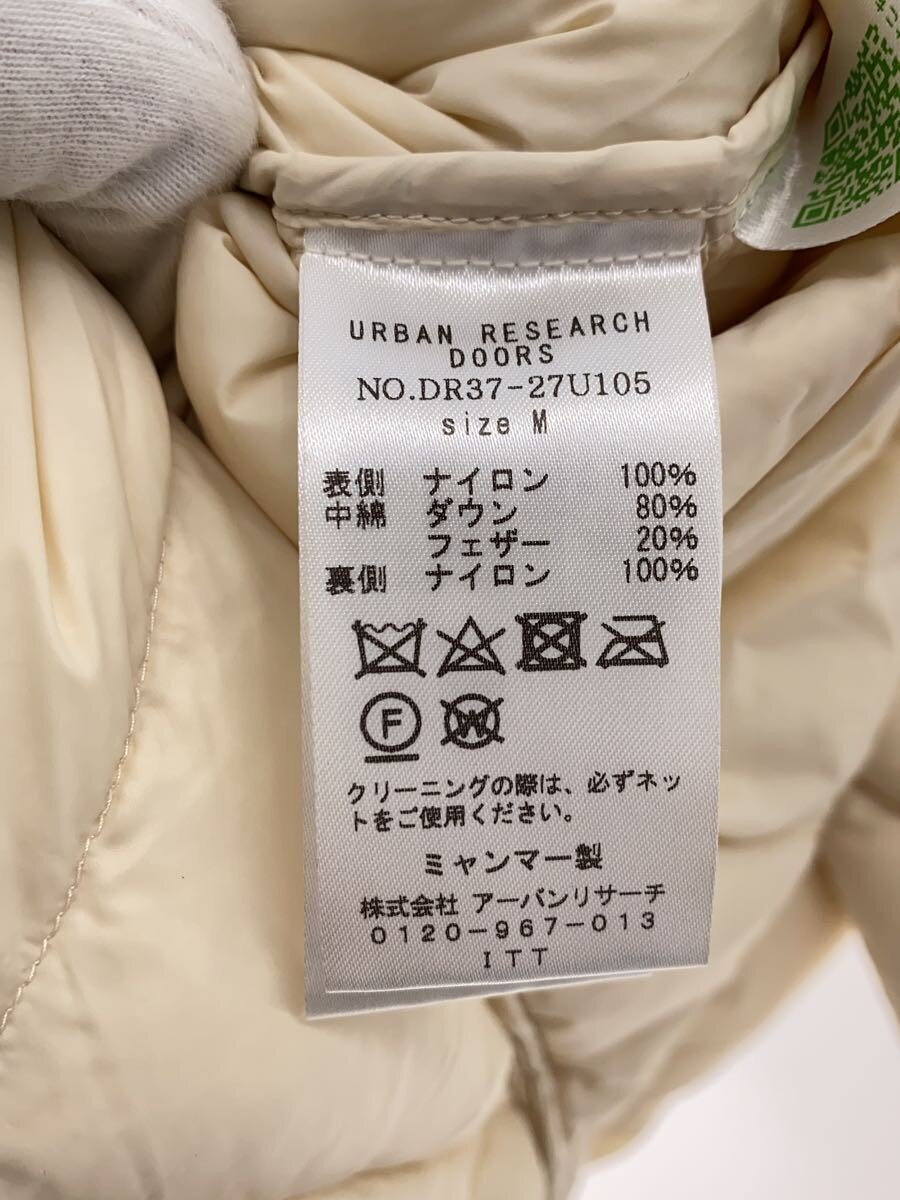 URBAN RESEARCH
DOORS
NO.DR37-27U105
size M
表側 ナイロン 100%
中綿 ダウン 80%
フェザー 20%
裏側 ナイロン 100%
F
W
クリーニングの際は、必ずネッ
トをご使用ください。
ミャンマー製
株式会社 アーバンリサーチ
0120-967-013
ITT